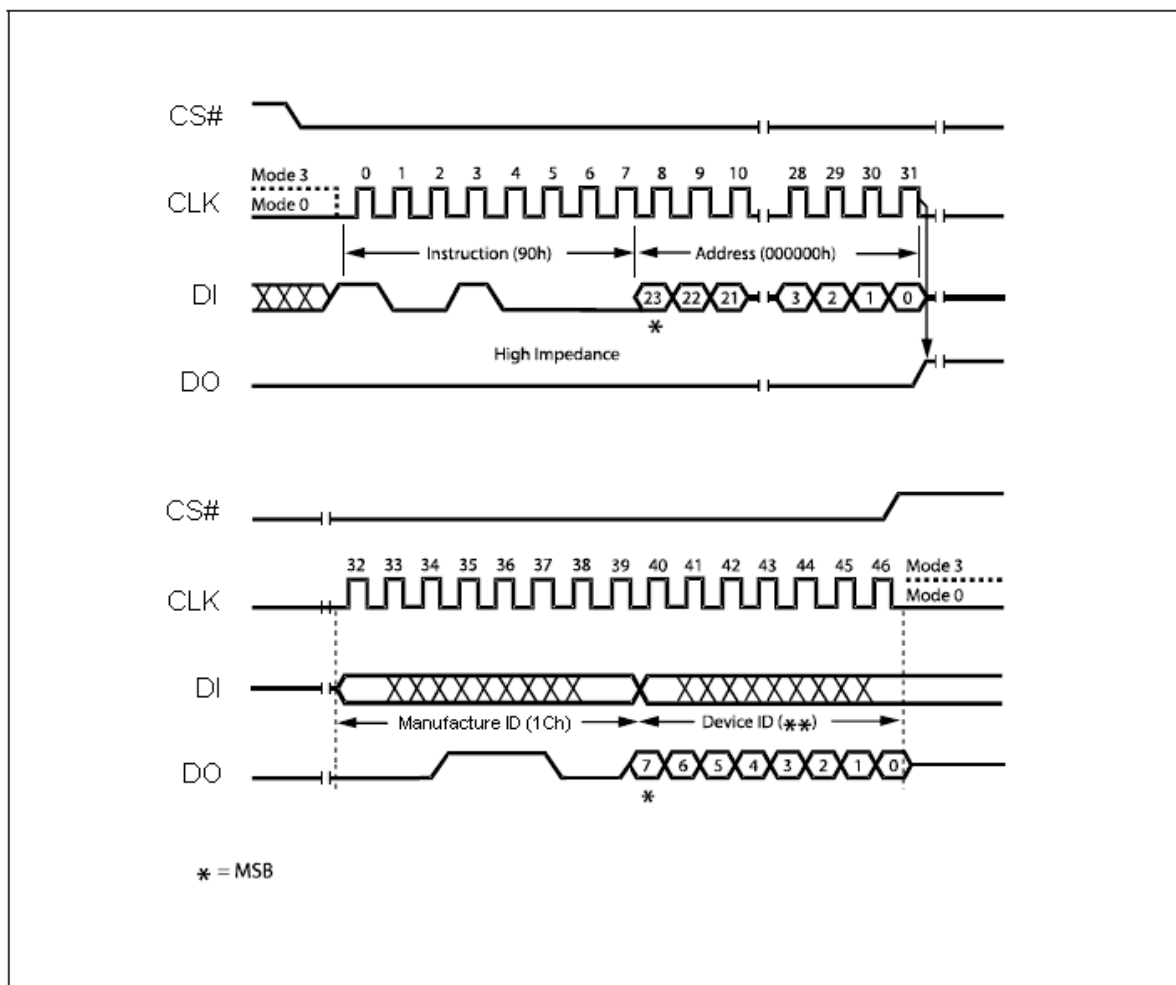 CS#
Mode 3
Mode 0
CLK
0 1 2 3 4 5 6 7 8 9 10 28 29 30 31
Instruction (90h)
Address (000000h)
DI
23 22 21 3 2 1 0
*
High Impedance
DO
CS#
32 33 34 35 36 37 38 39 40 41 42 43 44 45 46
Mode 3
Mode 0
CLK
DI
Manufacture ID (1Ch)
Device ID (**)
DO
7 6 5 4 3 2 1 0
*
* = MSB